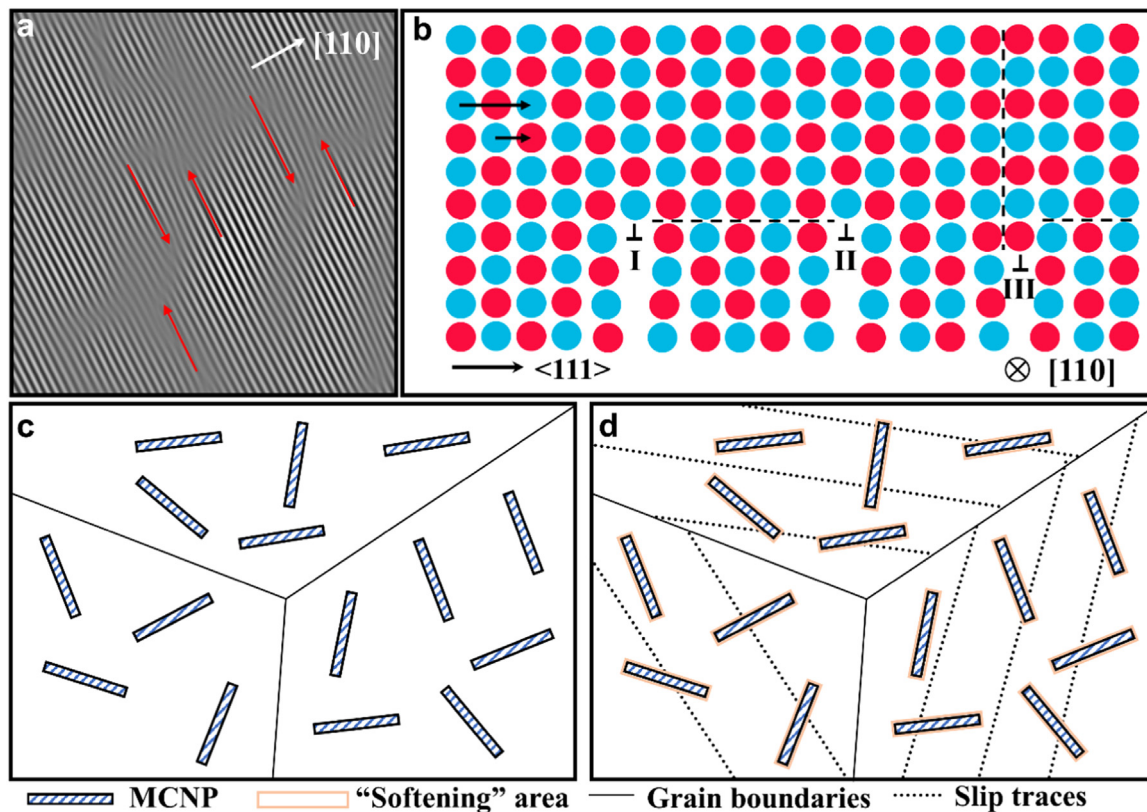 a
[110]
b
I
II
III
<111>
⊗ [110]
c
d
MCNP
“Softening” area
Grain boundaries
Slip traces